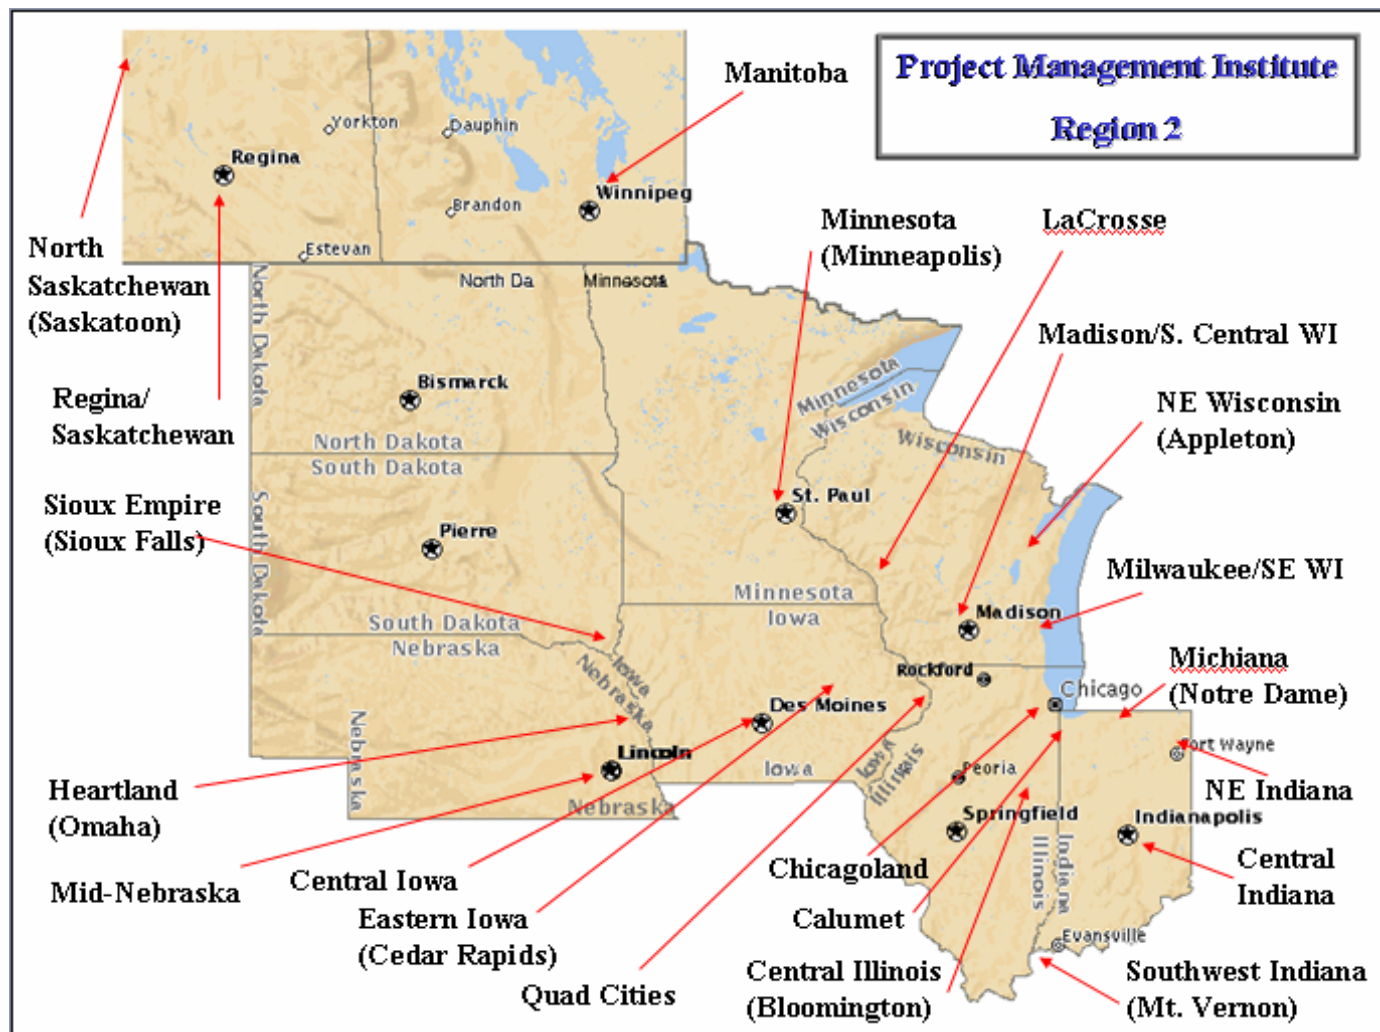 Project Management Institute
Region 2
Manitoba
Yorkton
Dauphin
Regina
Winnipeg
Brandon
Estevan
North
Saskatchewan
(Saskatoon)
Minnesota
(Minneapolis)
LaCrosse
North Da
Minnesota
North Dakota
Madison/S. Central WI
Regina/
Saskatchewan
Bismarck
Minnesota
Wisconsin
Wisconsin
NE Wisconsin
(Appleton)
North Dakota
South Dakota
South Dakota
Sioux Empire
(Sioux Falls)
St. Paul
Pierre
Milwaukee/SE WI
Minnesota
Iowa
Madison
South Dakota
Nebraska
Iowa
Nebraska
Rockford
Michiana
(Notre Dame)
Chicago
Des Moines
Nebraska
Lincoln
Iowa
Iowa
Illinois
Fort Wayne
Peoria
NE Indiana
Heartland
(Omaha)
Nebraska
Springfield
Indianapolis
Indiana
Illinois
Mid-Nebraska
Central Iowa
Chicagoland
Central
Indiana
Eastern Iowa
(Cedar Rapids)
Calumet
Evansville
Quad Cities
Central Illinois
(Bloomington)
Southwest Indiana
(Mt. Vernon)